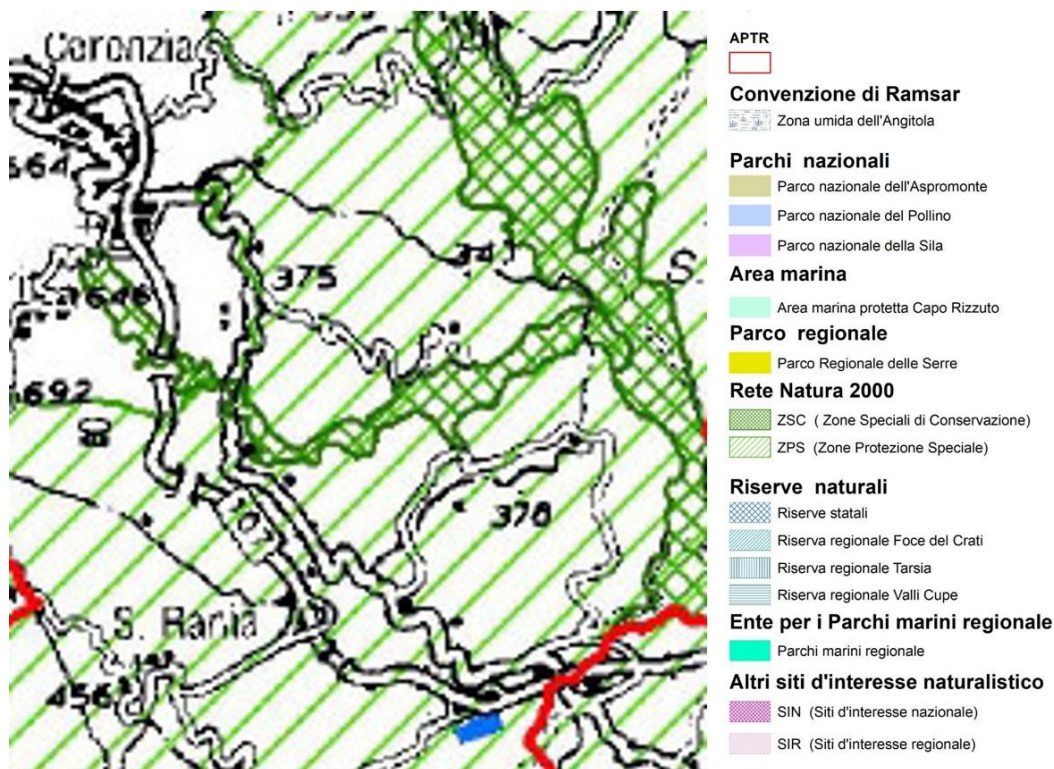 Cerenzia
564
375
341
S
1646
692
Pa
378
S. Rania
456
APTR
Convenzione di Ramsar
Zona umida dell'Angitola
Parchi nazionali
Parco nazionale dell'Aspromonte
Parco nazionale del Pollino
Parco nazionale della Sila
Area marina
Area marina protetta Capo Rizzuto
Parco regionale
Parco Regionale delle Serre
Rete Natura 2000
ZSC ( Zone Speciali di Conservazione)
ZPS (Zone Protezione Speciale)
Riserve naturali
Riserve statali
Riserva regionale Foce del Crati
Riserva regionale Tarsia
Riserva regionale Valli Cupe
Ente per i Parchi marini regionale
Parchi marini regionale
Altri siti d'interesse naturalistico
SIN (Siti d'interesse nazionale)
SIR (Siti d'interesse regionale)